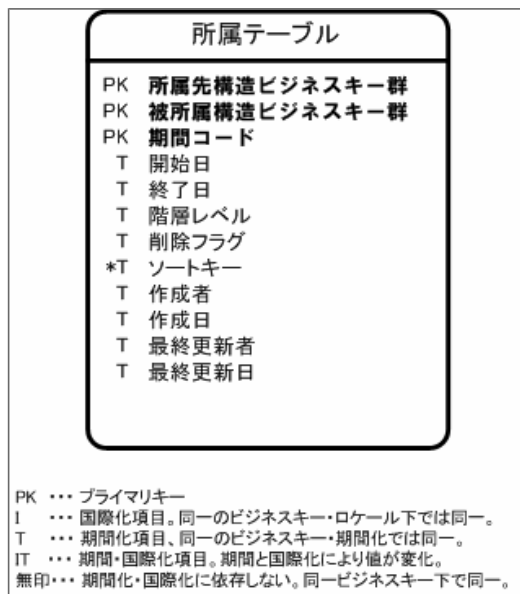 所属テーブル
PK 所属先構造ビジネスキー群
PK 被所属構造ビジネスキー群
PK 期間コード
T 開始日
T 終了日
T 階層レベル
T 削除フラグ
*T ソートキー
T 作成者
T 作成日
T 最終更新者
T 最終更新日
PK ・・・ プライマリキー
I ・・・ 国際化項目。同一のビジネスキー・ロケール下では同一。
T ・・・ 期間化項目、同一のビジネスキー・期間化では同一。
IT ・・・ 期間・国際化項目。期間と国際化により値が変化。
無印・・・ 期間化・国際化に依存しない。同一ビジネスキー下で同一。